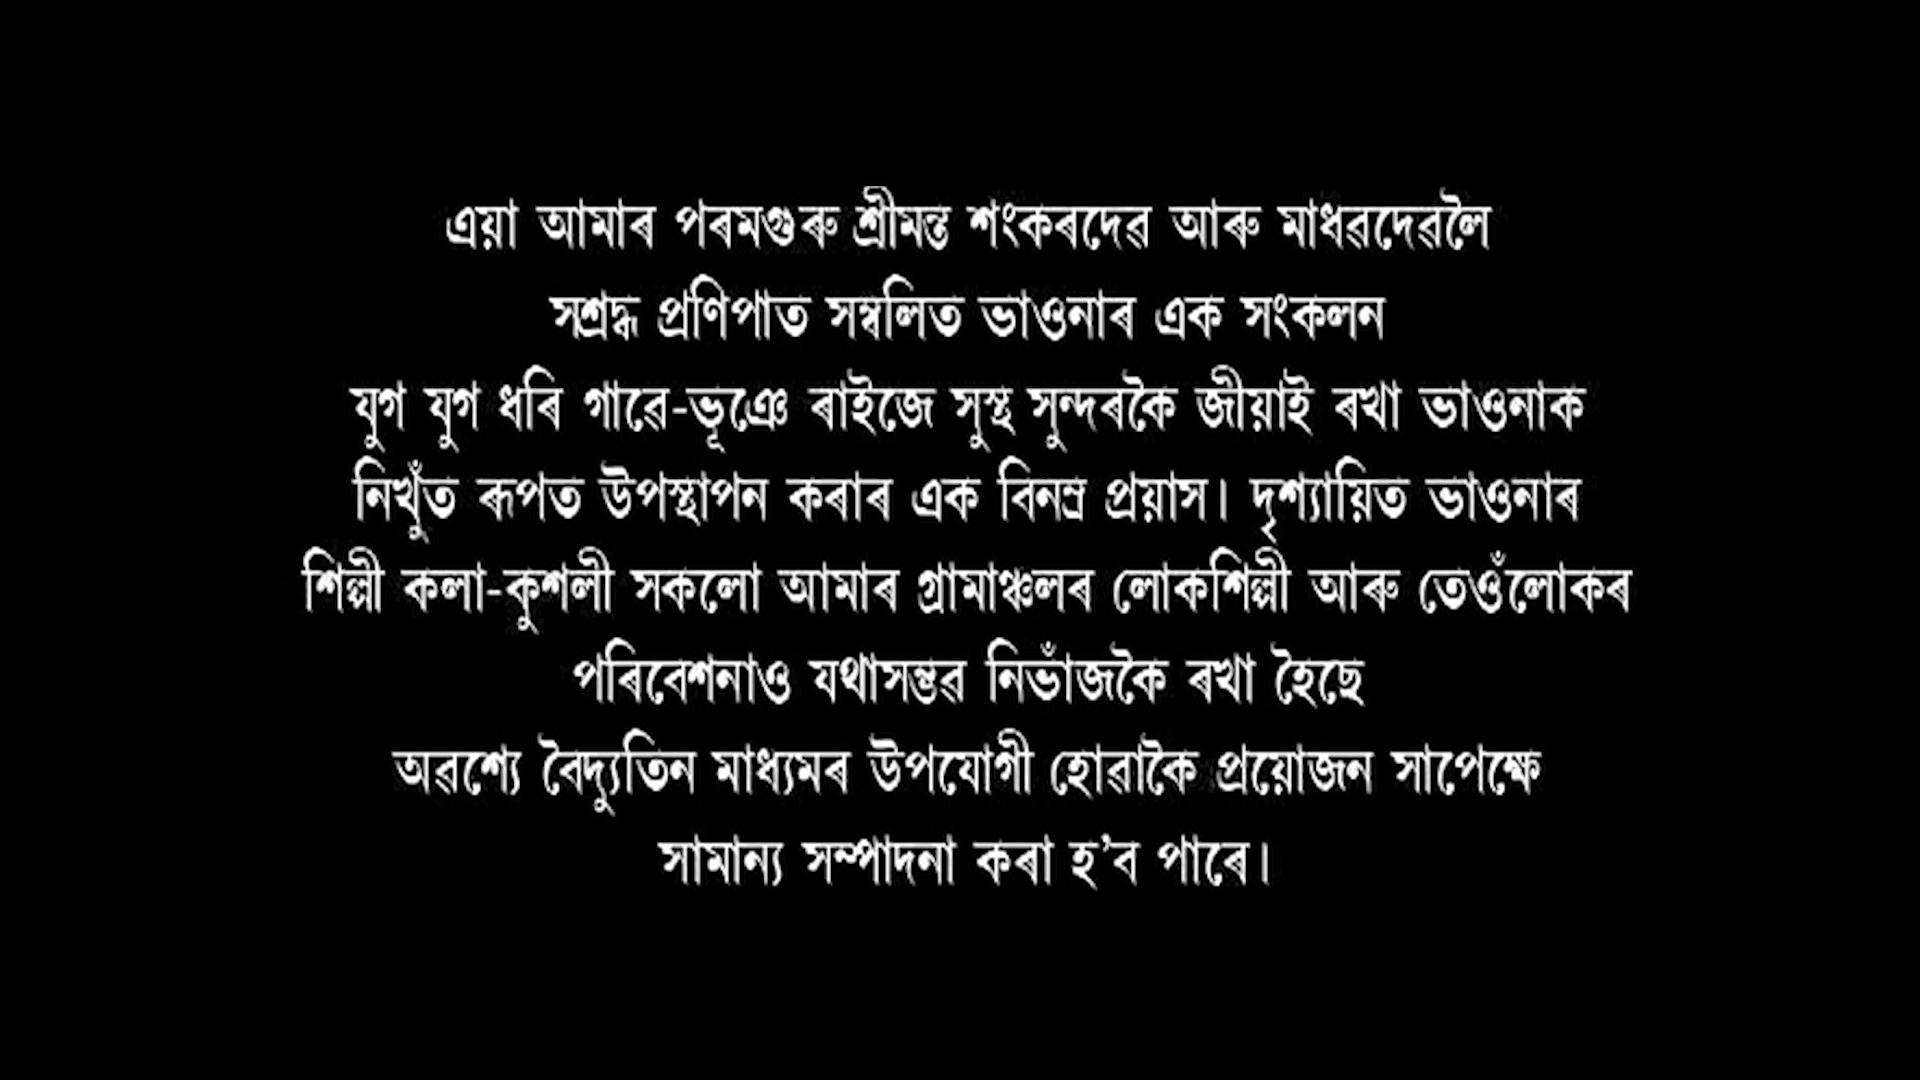 এয়া আমাৰ পৰমগুৰু শ্ৰীমন্ত শংকৰদেৱ আৰু মাধৱদেৱলৈ
সশ্ৰদ্ধ প্ৰণিপাত সম্বলিত ভাওনাৰ এক সংকলন
যুগ যুগ ধৰি গাৱে-ভূঞে ৰাইজে সুস্থ সুন্দৰকৈ জীয়াই ৰখা ভাওনাক
নিখুঁত ৰূপত উপস্থাপন কৰাৰ এক বিনম্ৰ প্ৰয়াস। দৃশ্যায়িত ভাওনাৰ
শিল্পী কলা-কুশলী সকলো আমাৰ গ্ৰামাঞ্চলৰ লোকশিল্পী আৰু তেওঁলোকৰ
পৰিবেশনাও যথাসম্ভৱ নিভাঁজকৈ ৰখা হৈছে
অৱশ্যে বৈদ্যুতিন মাধ্যমৰ উপযোগী হোৱাকৈ প্ৰয়োজন সাপেক্ষে
সামান্য সম্পাদনা কৰা হ’ব পাৰে।